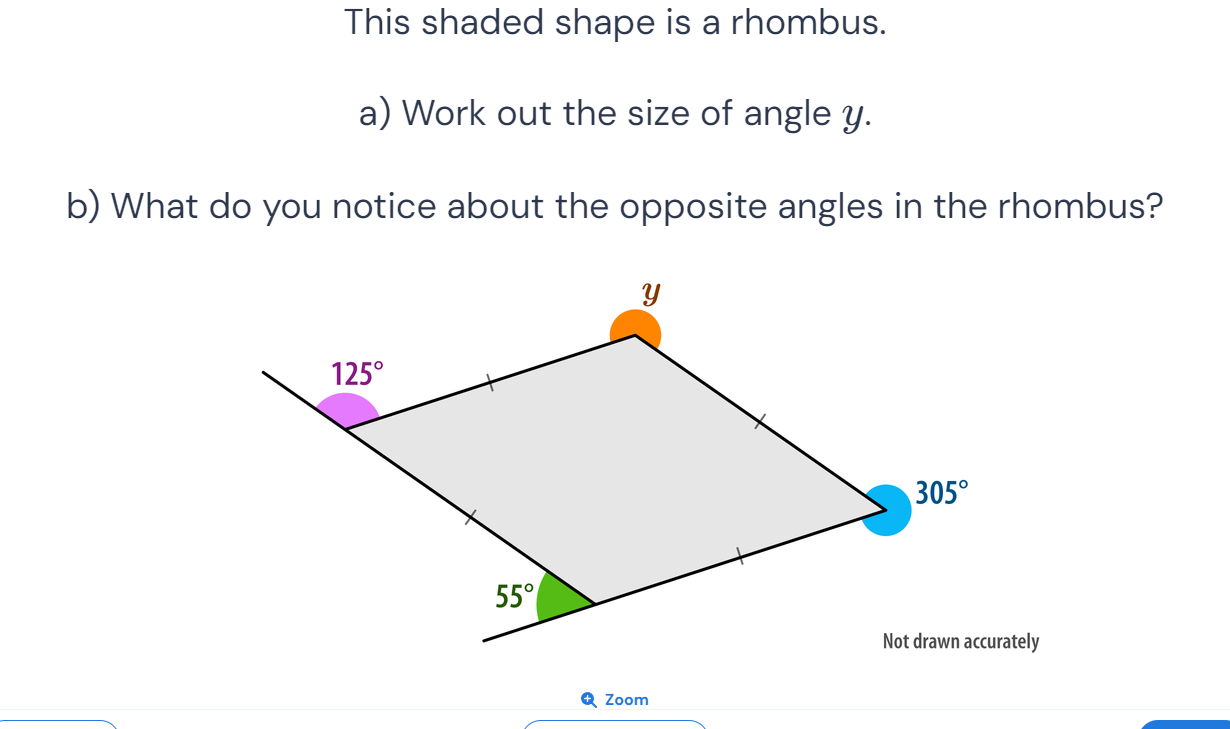 This shaded shape is a rhombus.
a) Work out the size of angle y.
b) What do you notice about the opposite angles in the rhombus?
y
125°
305°
55°
Not drawn accurately
Zoom